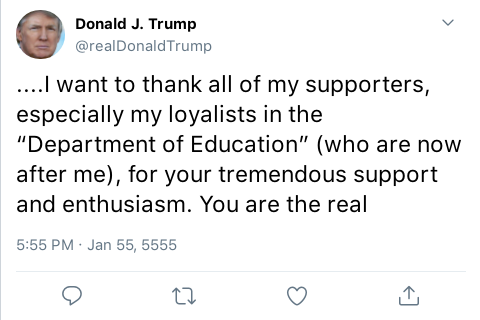 Donald J. Trump
@realDonaldTrump
....I want to thank all of my supporters,
especially my loyalists in the
“Department of Education” (who are now
after me), for your tremendous support
and enthusiasm. You are the real
5:55 PM · Jan 55, 5555